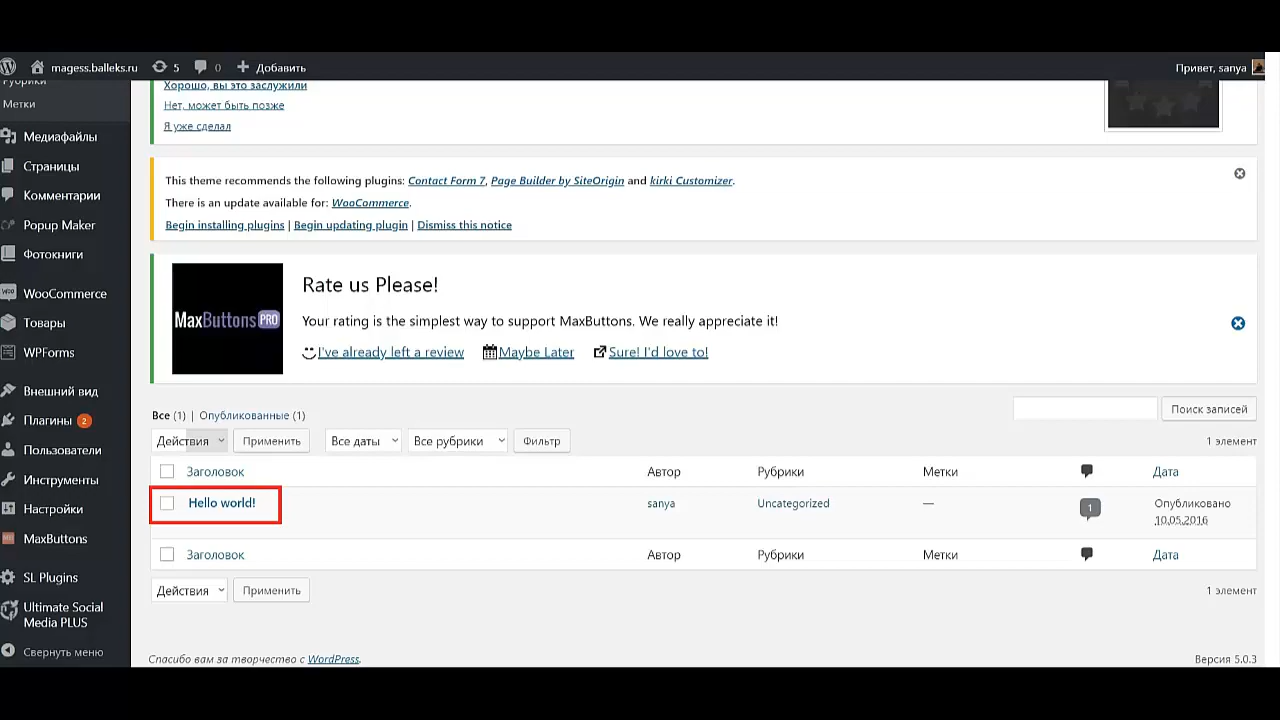 magess.balleks.ru 5 0 Добавить Привет, sanya
Рубрики
Метки
Медиафайлы
Страницы
Комментарии
Popup Maker
Фотокниги
WooCommerce
Товары
WPForms
Внешний вид
Плагины 2
Пользователи
Инструменты
Настройки
MaxButtons
SL Plugins
Ultimate Social
Media PLUS
Свернуть меню
Хорошо, вы это заслужили
Нет, может быть позже
Я уже сделал
This theme recommends the following plugins: Contact Form 7, Page Builder by SiteOrigin and kirki Customizer.
There is an update available for: WooCommerce.
Begin installing plugins | Begin updating plugin | Dismiss this notice
MaxButtons PRO
Rate us Please!
Your rating is the simplest way to support MaxButtons. We really appreciate it!
I've already left a review Maybe Later Sure! I'd love to!
Все (1) | Опубликованные (1)
Поиск записей
Действия Применить Все даты Все рубрики Фильтр 1 элемент
Заголовок Автор Рубрики Метки Дата
Hello world! sanya Uncategorized — 1 Опубликовано
10.05.2016
Заголовок Автор Рубрики Метки Дата
Действия Применить 1 элемент
Спасибо вам за творчество с WordPress. Версия 5.0.3